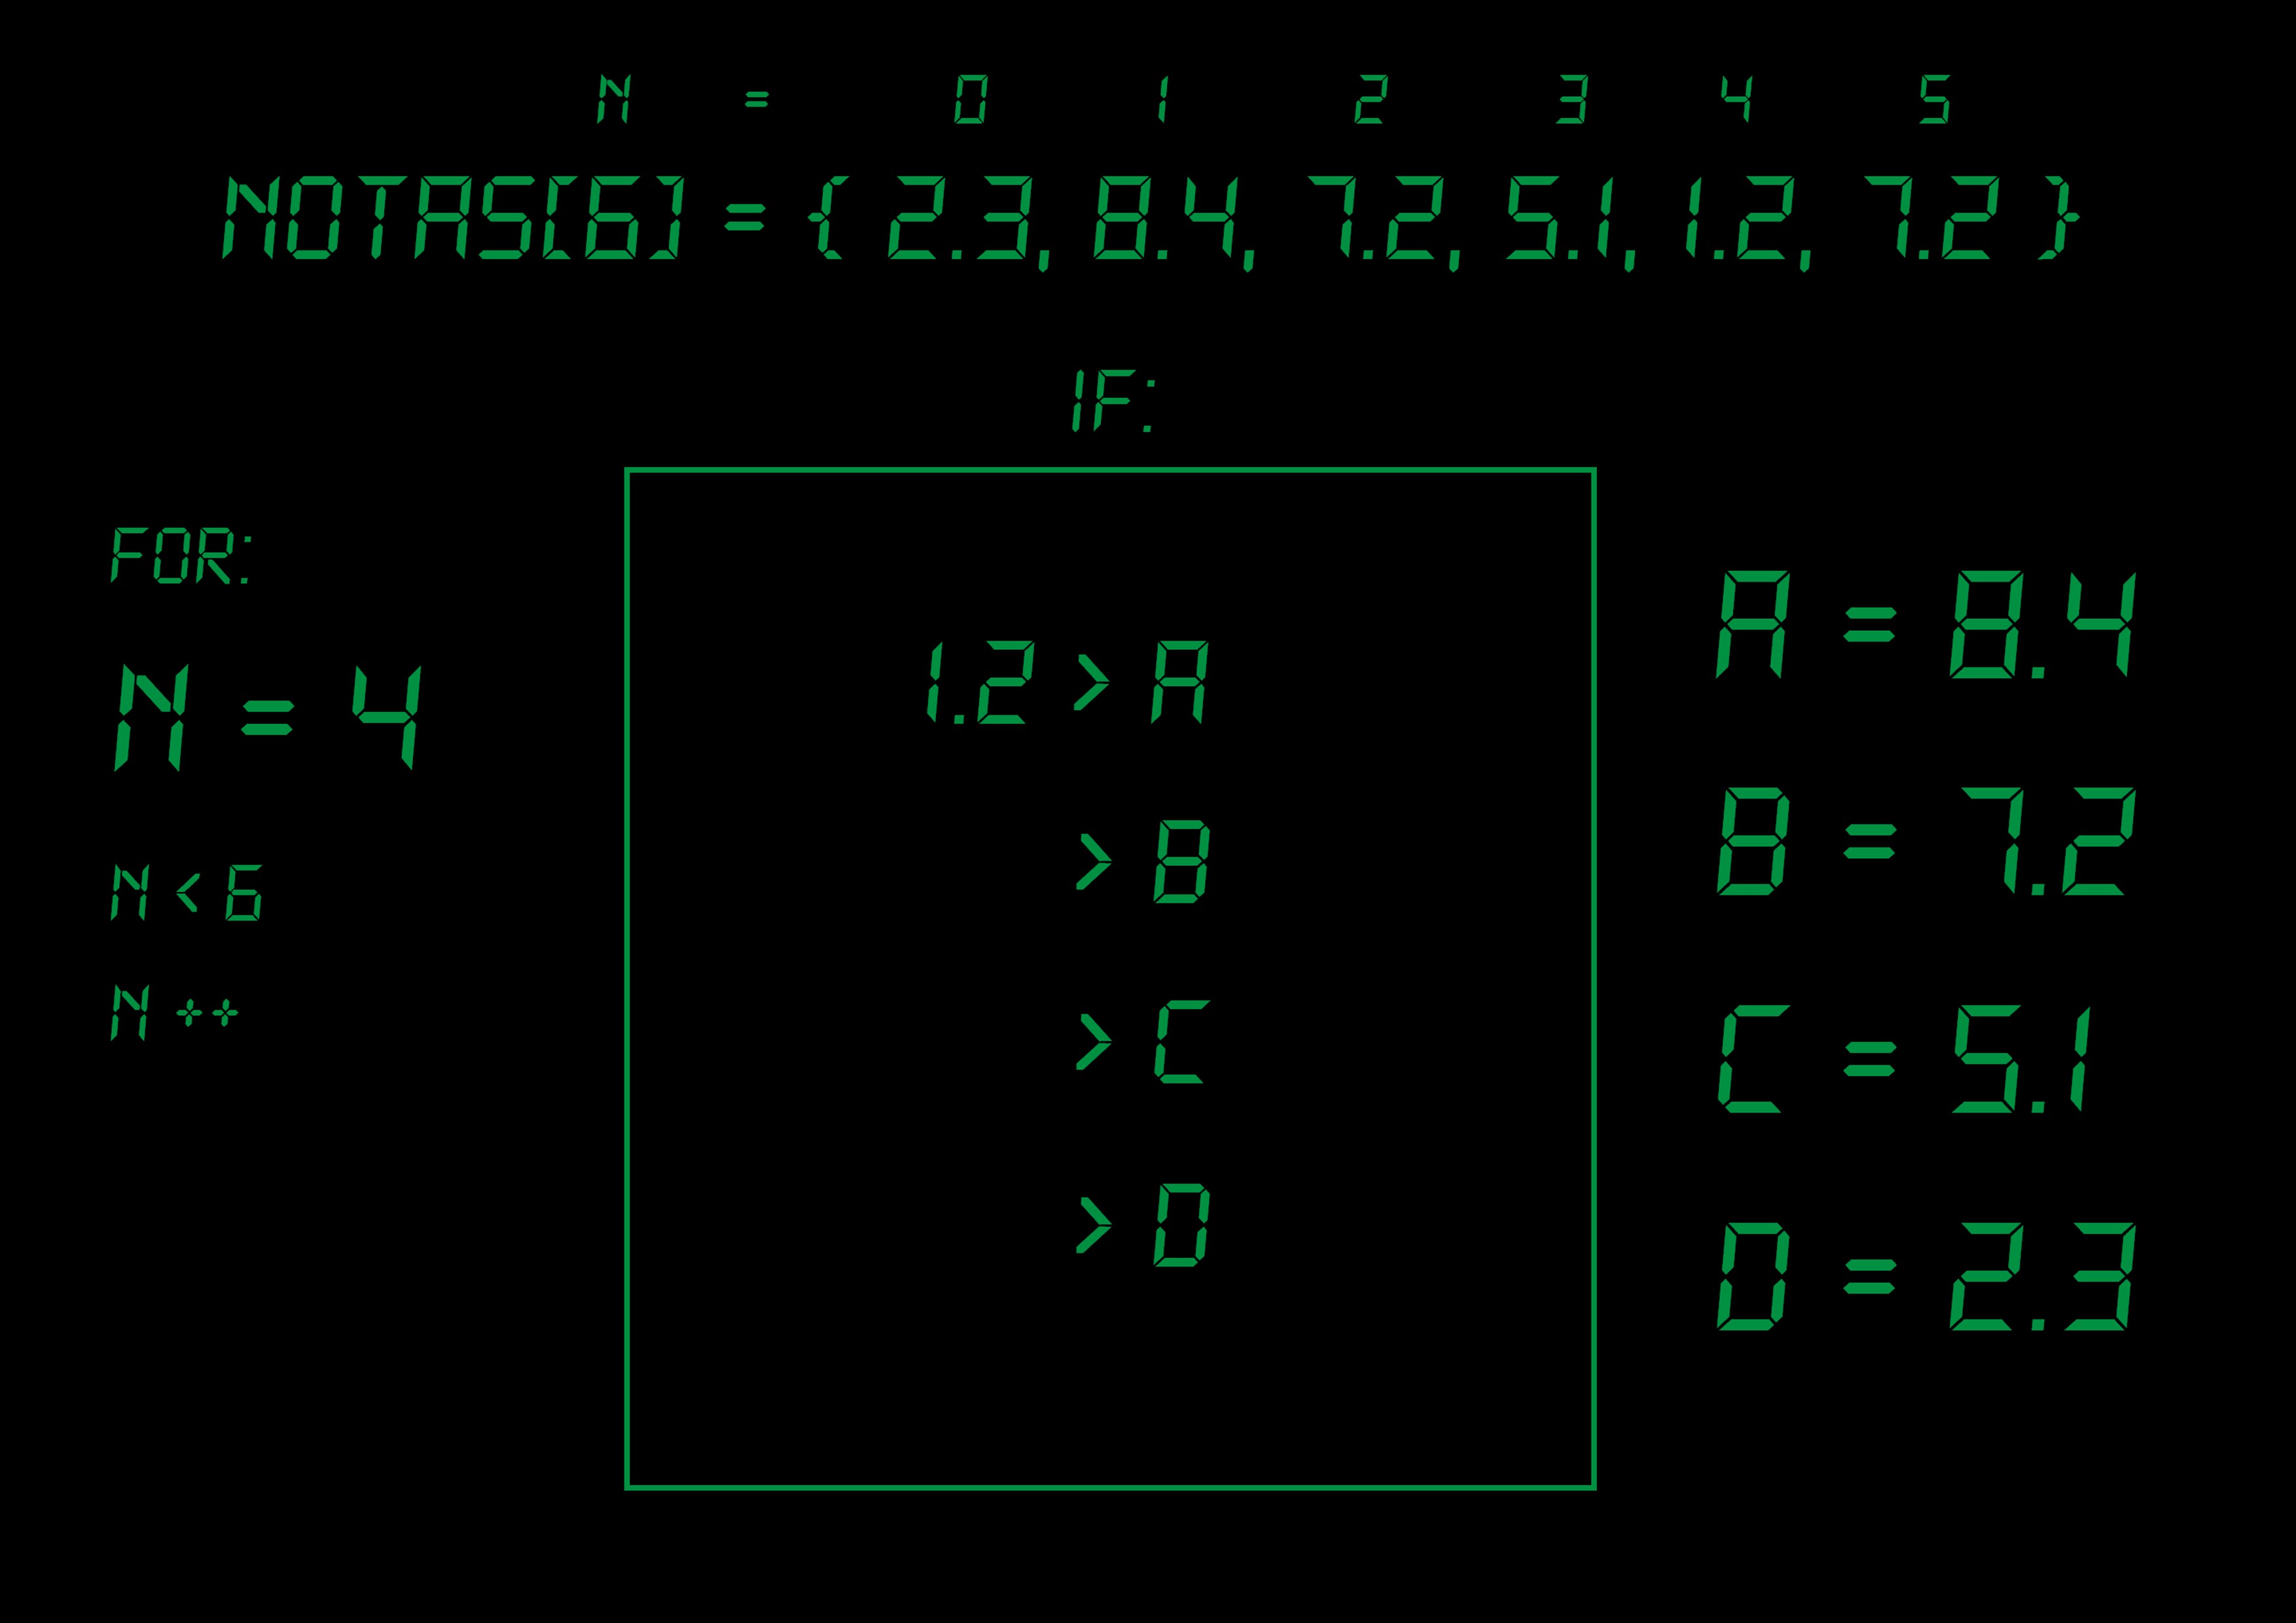 N = 0 1 2 3 4 5
NOTAS[6] = { 2.3, 8.4, 7.2, 5.1, 1.2, 7.2 }
IF:
FOR:
N = 4
N < 6
N ++
1.2 > A
> B
> C
> D
A = 8.4
B = 7.2
C = 5.1
D = 2.3